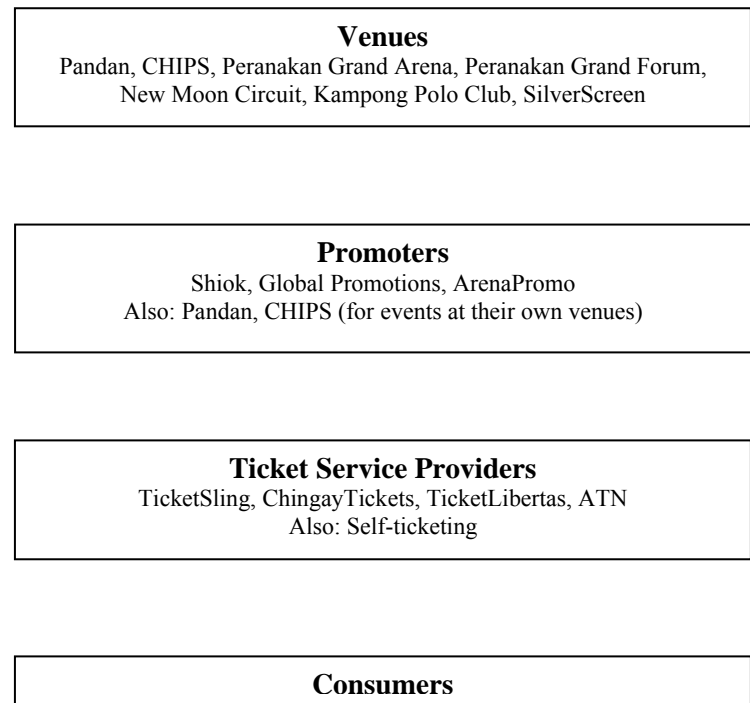 Venues
Pandan, CHIPS, Peranakan Grand Arena, Peranakan Grand Forum,
New Moon Circuit, Kampong Polo Club, SilverScreen
Promoters
Shiok, Global Promotions, ArenaPromo
Also: Pandan, CHIPS (for events at their own venues)
Ticket Service Providers
TicketSling, ChingayTickets, TicketLibertas, ATN
Also: Self-ticketing
Consumers